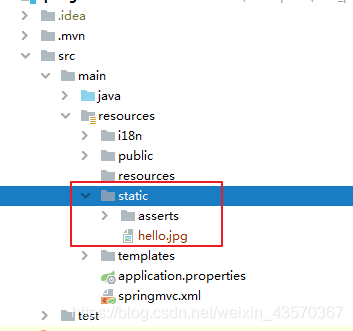 .idea
.mvn
src
main
java
resources
i18n
public
resources
static
asserts
hello.jpg
templates
application.properties
springmvc.xml
test
https://blog.csdn.net/weixin_43570367